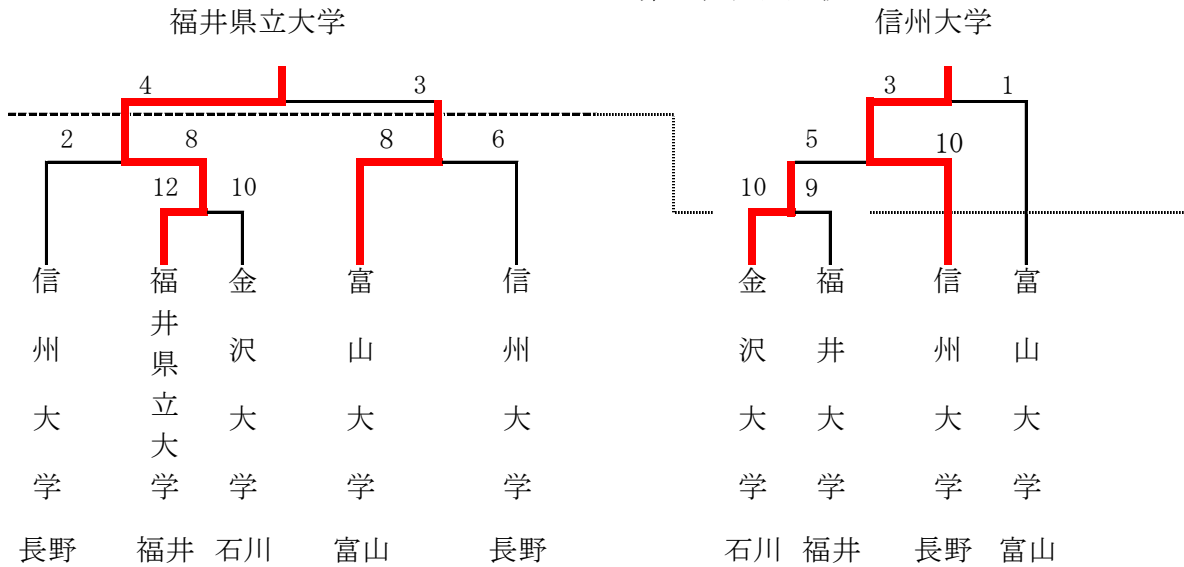 福井県立大学
信州大学
4
3
3
1
2
8
8
6
5
10
12
10
10
9
信州大学
福井県立大学
金沢大学
富山大学
信州大学
金沢大学
福井大学
信州大学
富山大学
長野
福井
石川
富山
長野
石川
福井
長野
富山